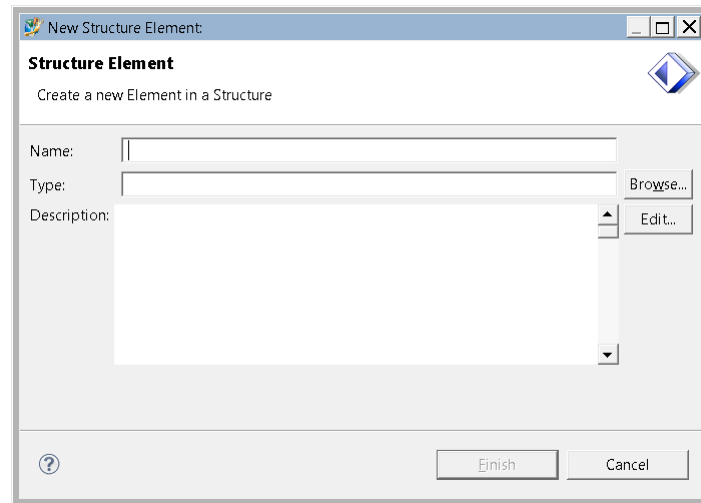 New Structure Element:
Structure Element
Create a new Element in a Structure
Name:
Type:
Browse...
Description:
Edit...
Finish
Cancel